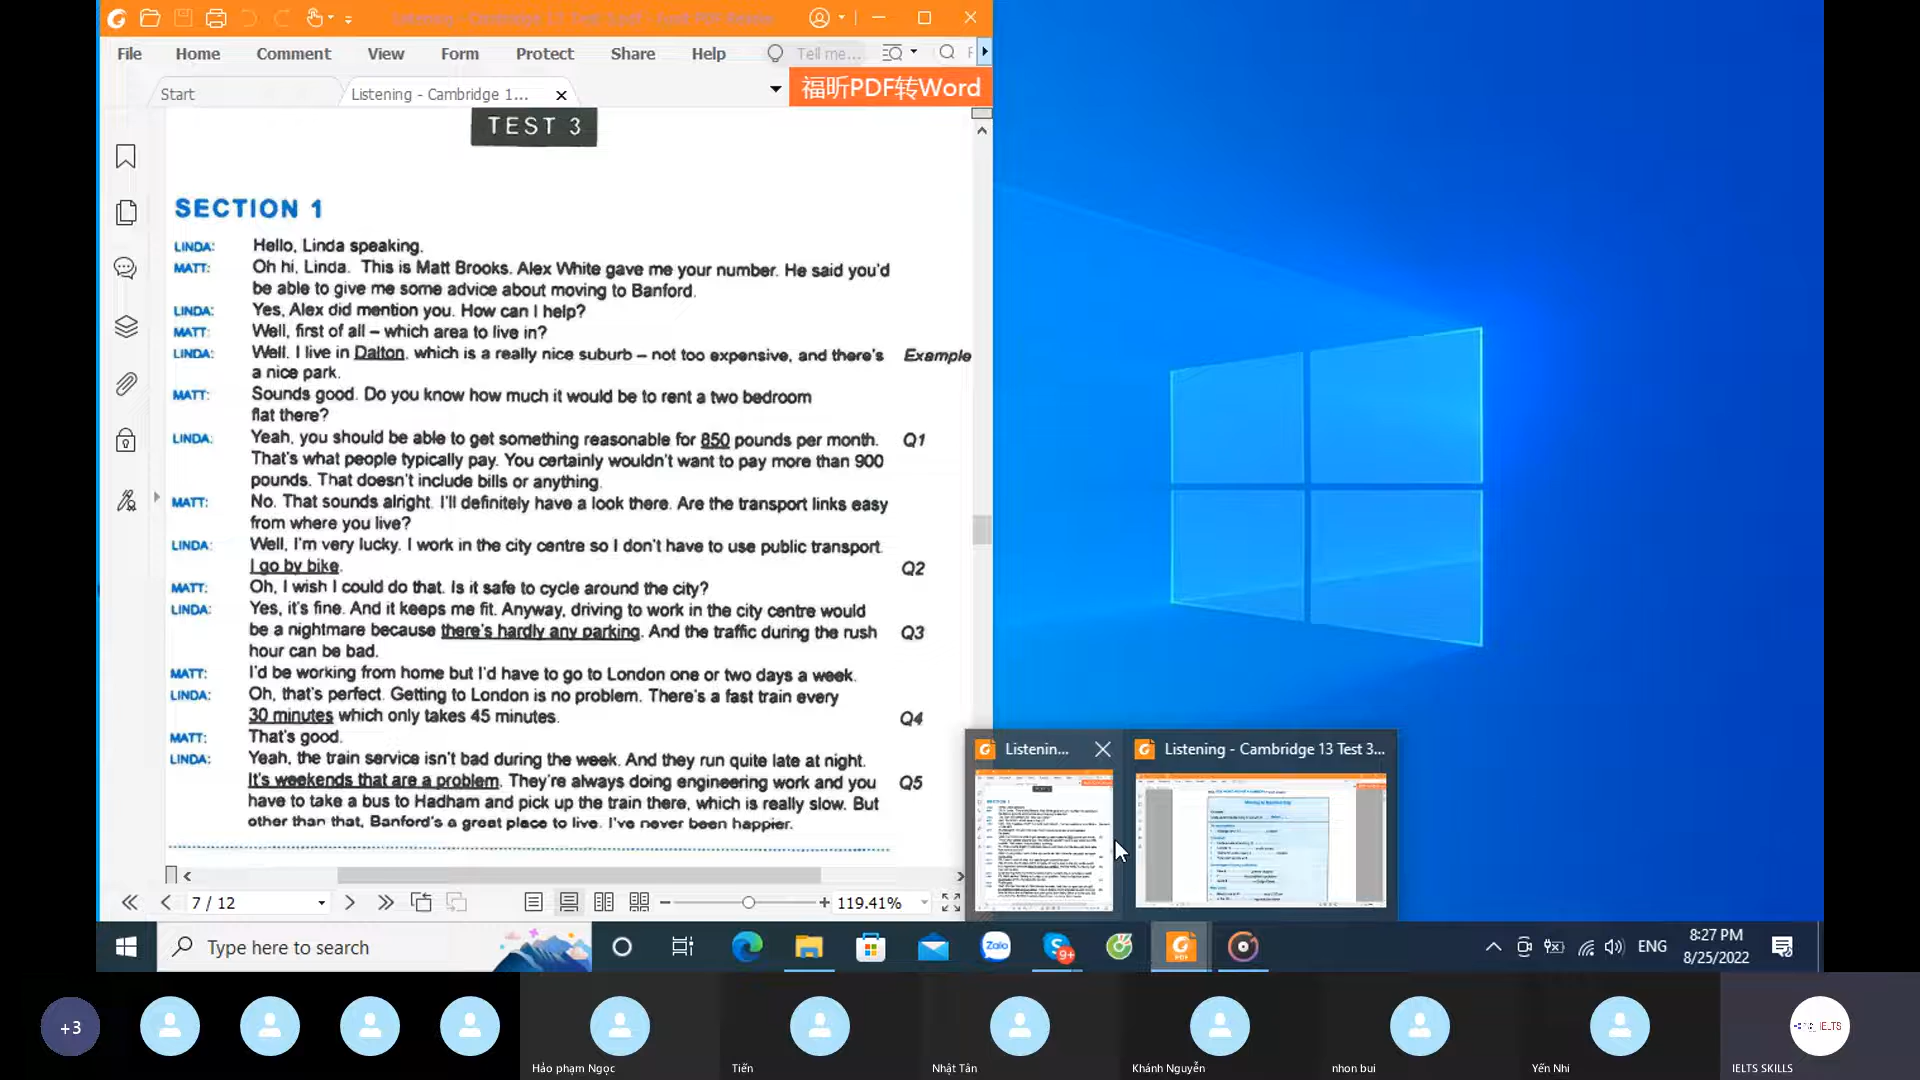 File Home Comment View Form Protect Share Help Tell me...
Start
Listening - Cambridge 1...
福昕PDF转Word
TEST 3
SECTION 1
LINDA: Hello, Linda speaking.
MATT: Oh hi, Linda. This is Matt Brooks. Alex White gave me your number. He said you'd
be able to give me some advice about moving to Banford.
LINDA: Yes, Alex did mention you. How can I help?
MATT: Well, first of all – which area to live in?
LINDA: Well, I live in Dalton, which is a really nice suburb – not too expensive, and there's Example
a nice park.
MATT: Sounds good. Do you know how much it would be to rent a two bedroom
flat there?
LINDA: Yeah, you should be able to get something reasonable for 850 pounds per month. Q1
That's what people typically pay. You certainly wouldn't want to pay more than 900
pounds. That doesn't include bills or anything.
MATT: No. That sounds alright. I'll definitely have a look there. Are the transport links easy
from where you live?
LINDA: Well, I'm very lucky. I work in the city centre so I don't have to use public transport.
I go by bike. Q2
MATT: Oh, I wish I could do that. Is it safe to cycle around the city?
LINDA: Yes, it's fine. And it keeps me fit. Anyway, driving to work in the city centre would
be a nightmare because there's hardly any parking. And the traffic during the rush Q3
hour can be bad.
MATT: I'd be working from home but I'd have to go to London one or two days a week.
LINDA: Oh, that's perfect. Getting to London is no problem. There's a fast train every
30 minutes which only takes 45 minutes. Q4
MATT: That's good.
LINDA: Yeah, the train service isn't bad during the week. And they run quite late at night.
It's weekends that are a problem. They're always doing engineering work and you Q5
have to take a bus to Hadham and pick up the train there, which is really slow. But
other than that, Banford's a great place to live. I've never been happier.
Listenin...
Listening - Cambridge 13 Test 3...
7 / 12
119.41%
Type here to search
Zalo
9+
PDF
ENG
8:27 PM
8/25/2022
+3
IELTS
Hảo phạm Ngọc
Tiến
Nhật Tân
Khánh Nguyễn
nhon bui
Yến Nhi
IELTS SKILLS